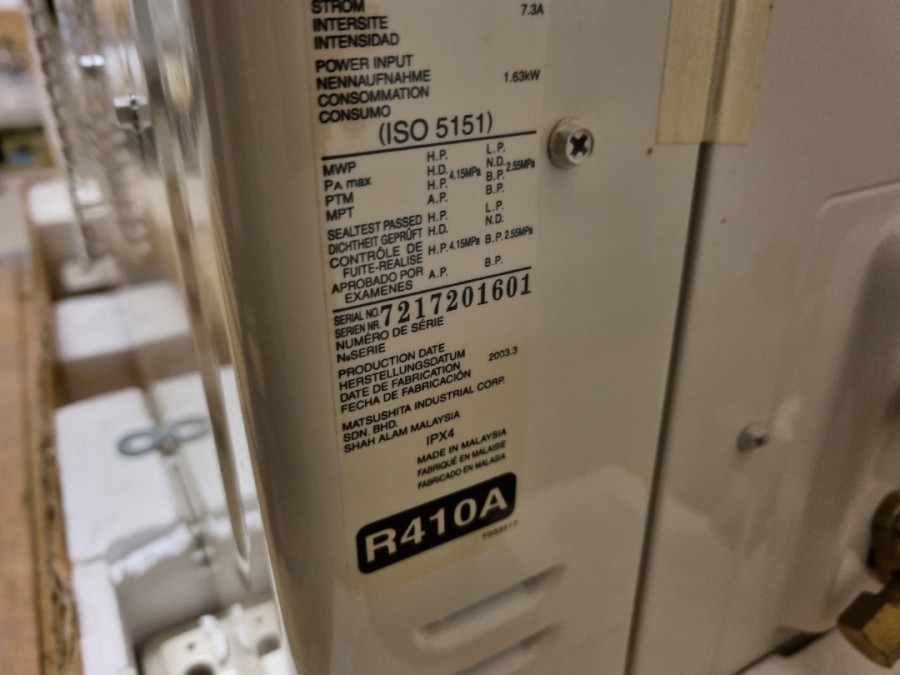 STROM
INTERSITE 7.3A
INTENSIDAD
POWER INPUT
NENNAUFNAHME 1.63kW
CONSOMMATION
CONSUMO
(ISO 5151)
MWP H.P. L.P.
PA max H.D. 4.15MPa N.D. 2.55MPa
PTM H.P. B.P.
MPT A.P. B.P.
SEALTEST PASSED H.P. L.P.
DICHTHEIT GEPRÜFT H.D. N.D.
CONTRÔLE DE
FUITE-REALISE H.P. 4.15MPa B.P. 2.55MPa
APROBADO POR
EXAMENES A.P. B.P.
SERIAL NO. 7217201601
SERIEN NR.
NUMÉRO DE SÉRIE
NoSERIE
PRODUCTION DATE
HERSTELLUNGSDATUM 2003.3
DATE DE FABRICATION
FECHA DE FABRICACIÓN
MATSUSHITA INDUSTRIAL CORP.
SDN. BHD.
SHAH ALAM MALAYSIA
IPX4
MADE IN MALAYSIA
FABRIQUÉ EN MALAISIE
FABRICADO EN MALASIA
R410A